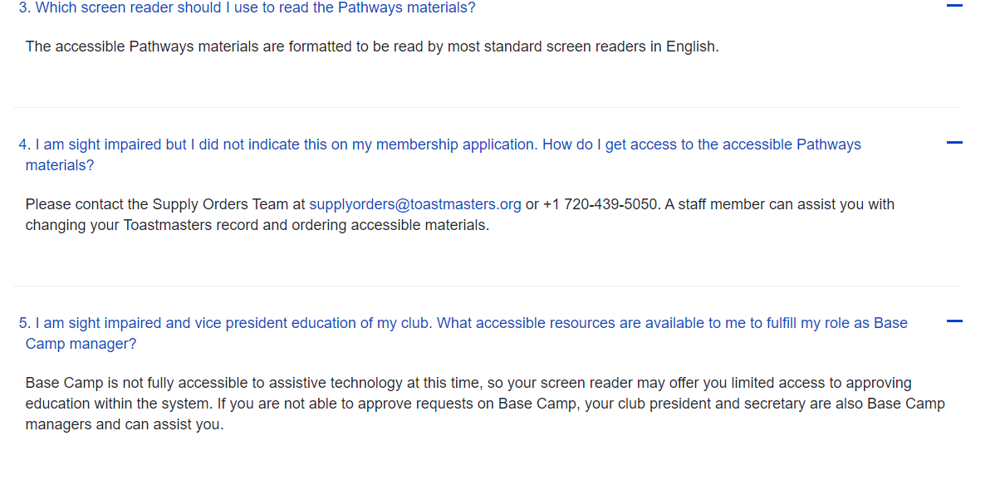 3. Which screen reader should I use to read the Pathways materials?
The accessible Pathways materials are formatted to be read by most standard screen readers in English.
4. I am sight impaired but I did not indicate this on my membership application. How do I get access to the accessible Pathways
materials?
Please contact the Supply Orders Team at supplyorders@toastmasters.org or +1 720-439-5050. A staff member can assist you with
changing your Toastmasters record and ordering accessible materials.
5. I am sight impaired and vice president education of my club. What accessible resources are available to me to fulfill my role as Base
Camp manager?
Base Camp is not fully accessible to assistive technology at this time, so your screen reader may offer you limited access to approving
education within the system. If you are not able to approve requests on Base Camp, your club president and secretary are also Base Camp
managers and can assist you.